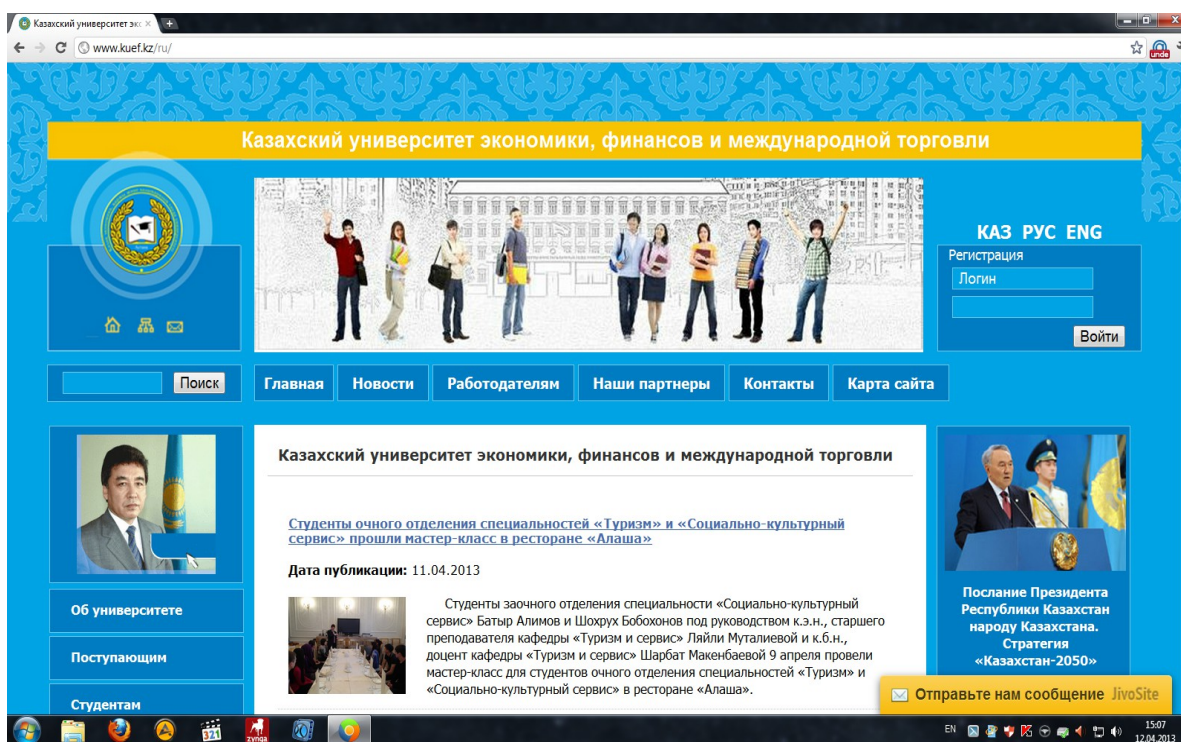 Казахский университет экс
www.kuef.kz/ru/
unde
Казахский университет экономики, финансов и международной торговли
КАЗ РУС ENG
Регистрация
Логин
Войти
Поиск
Главная
Новости
Работодателям
Наши партнеры
Контакты
Карта сайта
Казахский университет экономики, финансов и международной торговли
Студенты очного отделения специальностей «Туризм» и «Социально-культурный
сервис» прошли мастер-класс в ресторане «Алаша»
Дата публикации: 11.04.2013
Студенты заочного отделения специальности «Социально-культурный
сервис» Батыр Алимов и Шохрух Бобохонов под руководством к.э.н., старшего
преподавателя кафедры «Туризм и сервис» Ляйли Муталиевой и к.б.н.,
доцент кафедры «Туризм и сервис» Шарбат Макенбаевой 9 апреля провели
мастер-класс для студентов очного отделения специальностей «Туризм» и
«Социально-культурный сервис» в ресторане «Алаша».
Об университете
Поступающим
Студентам
Послание Президента
Республики Казахстан
народу Казахстана.
Стратегия
«Казахстан-2050»
Отправьте нам сообщение JivoSite
321
zynga
EN
15:07
12.04.2013